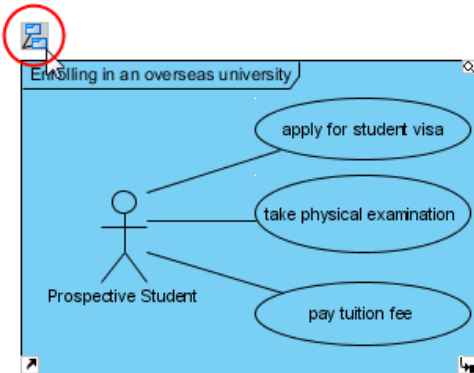 Enrolling in an overseas university
apply for student visa
take physical examination
Prospective Student
pay tuition fee